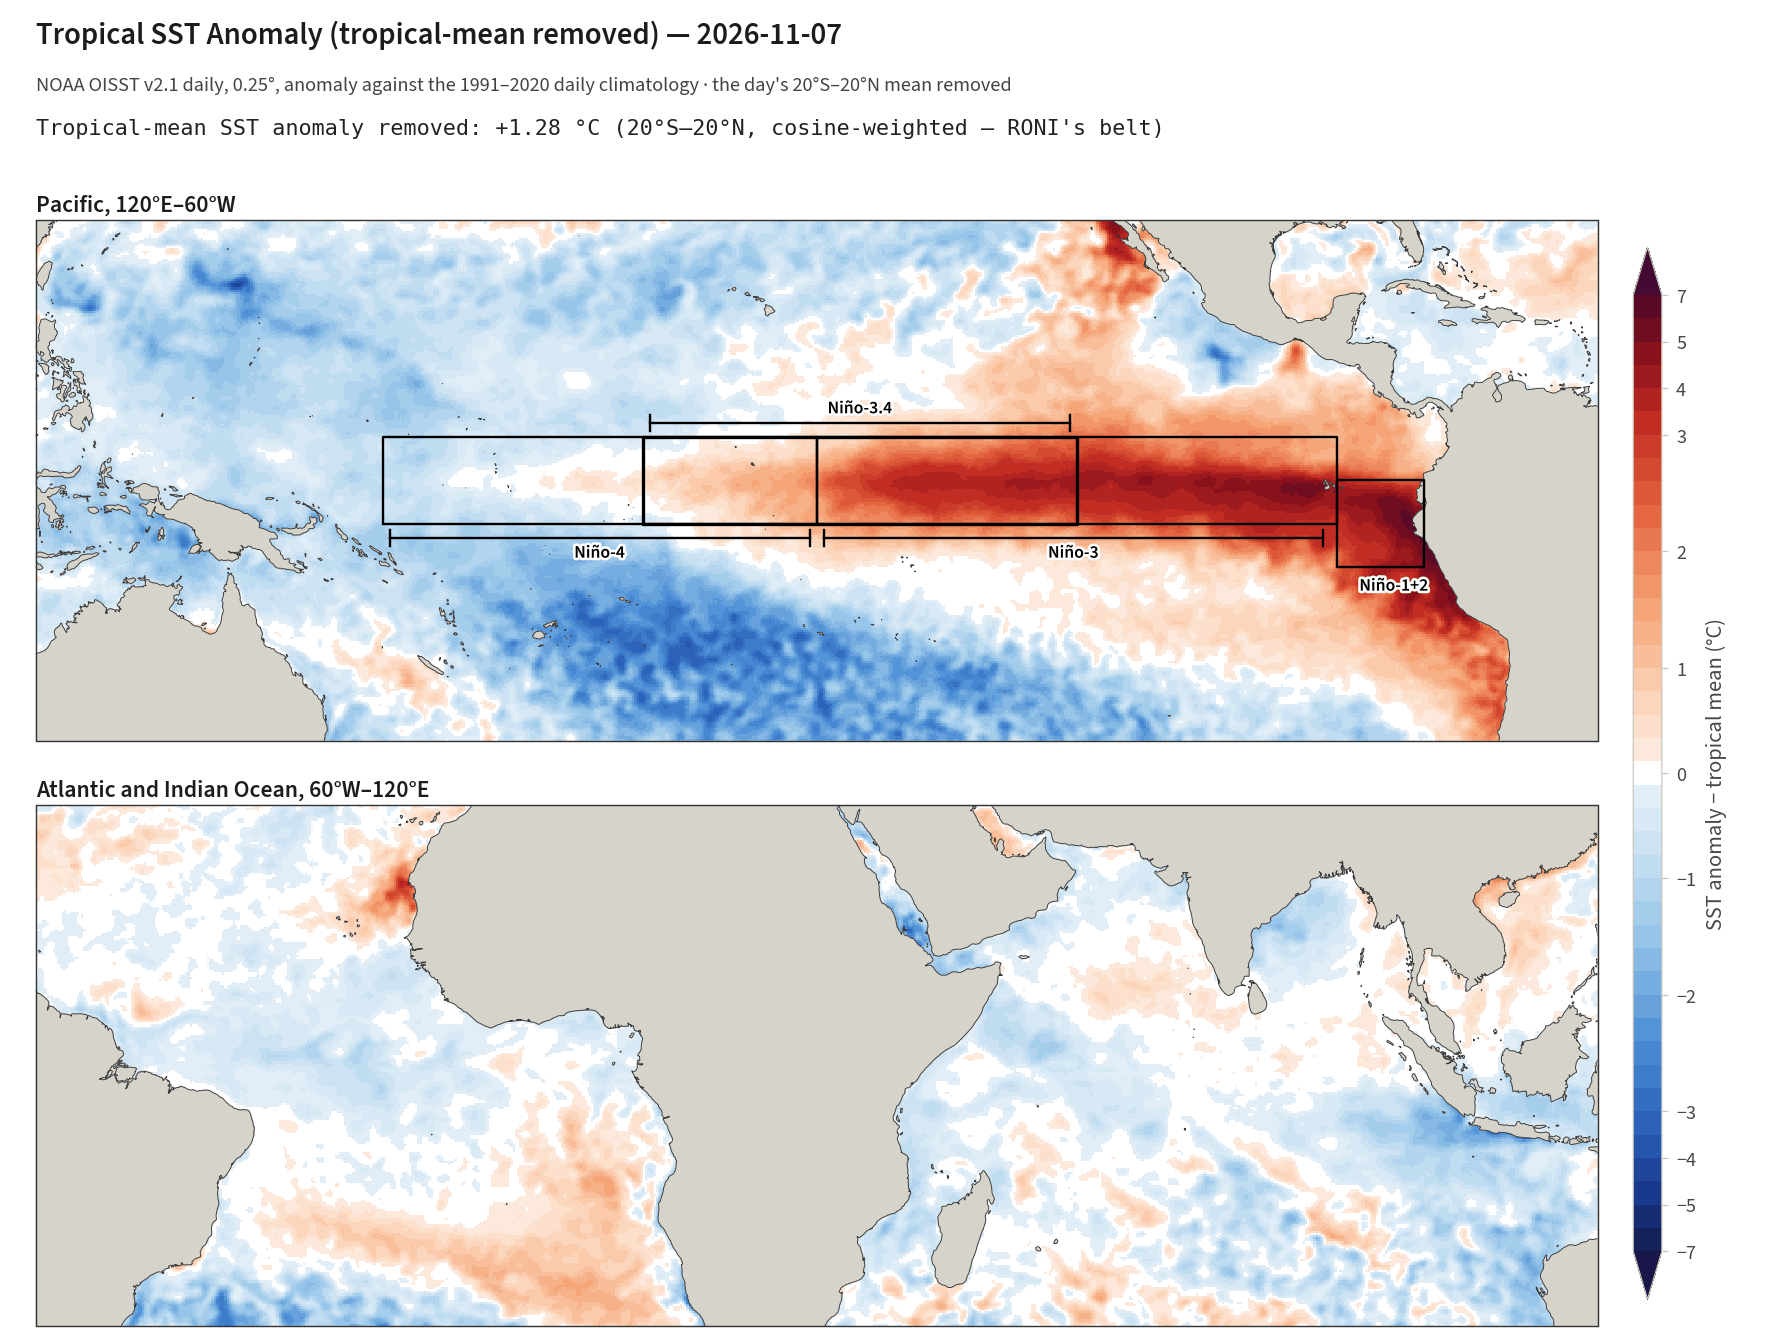 Tropical SST Anomaly (tropical-mean removed) — 2026-11-07
NOAA OISST v2.1 daily, 0.25°, anomaly against the 1991–2020 daily climatology · the day's 20°S–20°N mean removed
Tropical-mean SST anomaly removed: +1.28 °C (20°S–20°N, cosine-weighted — RONI's belt)
Pacific, 120°E–60°W
Niño-3.4
Niño-4
Niño-3
Niño-1+2
Atlantic and Indian Ocean, 60°W–120°E
7
5
4
3
2
1
0
−1
−2
−3
−4
−5
−7
SST anomaly − tropical mean (°C)